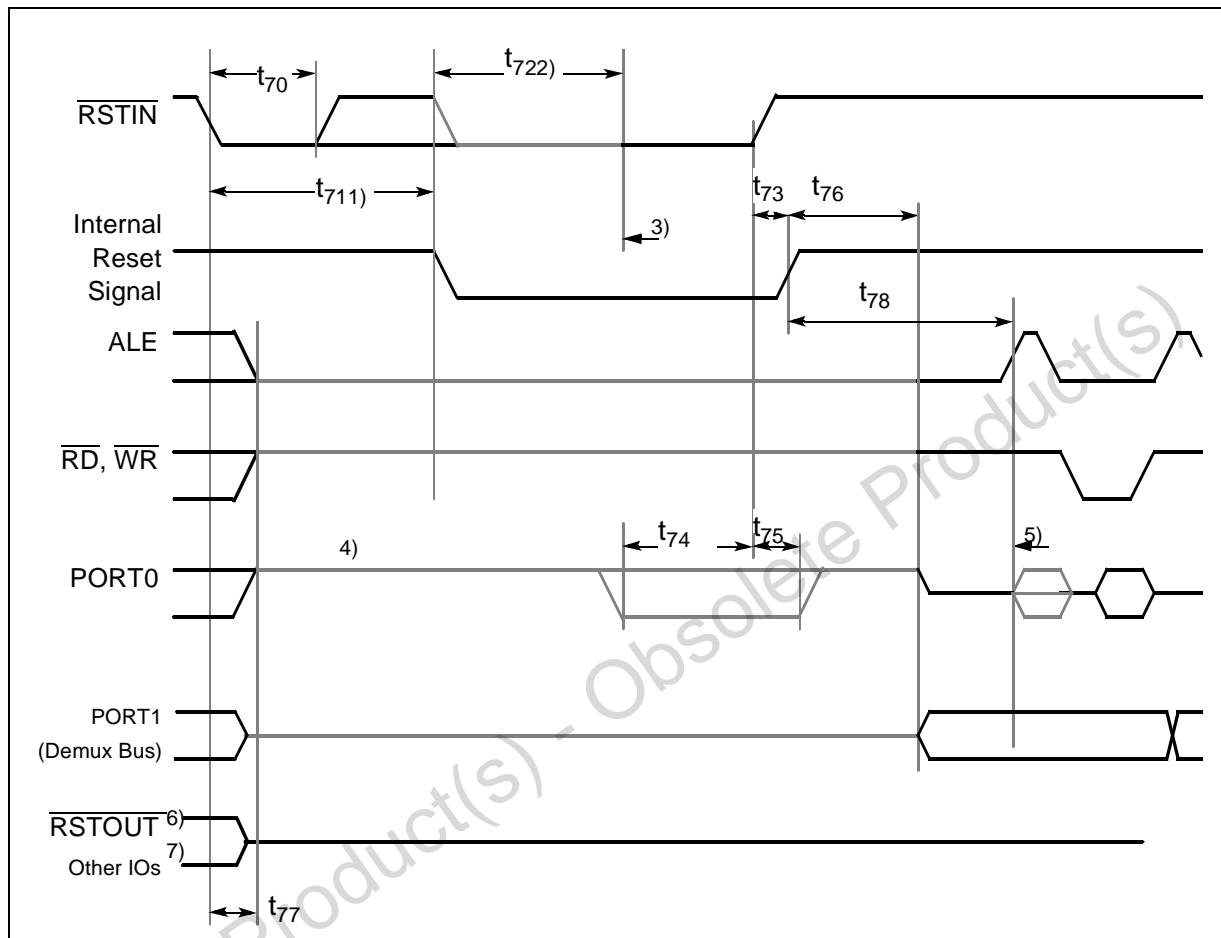 t70
t722)
RSTIN
t711)
t73 t76
Internal
Reset
Signal
3)
t78
ALE
RD, WR
t74 t75
4)
5)
PORT0
PORT1
(Demux Bus)
RSTOUT 6)
Other IOs 7)
t77
Product(s) - Obsolete Product(s)